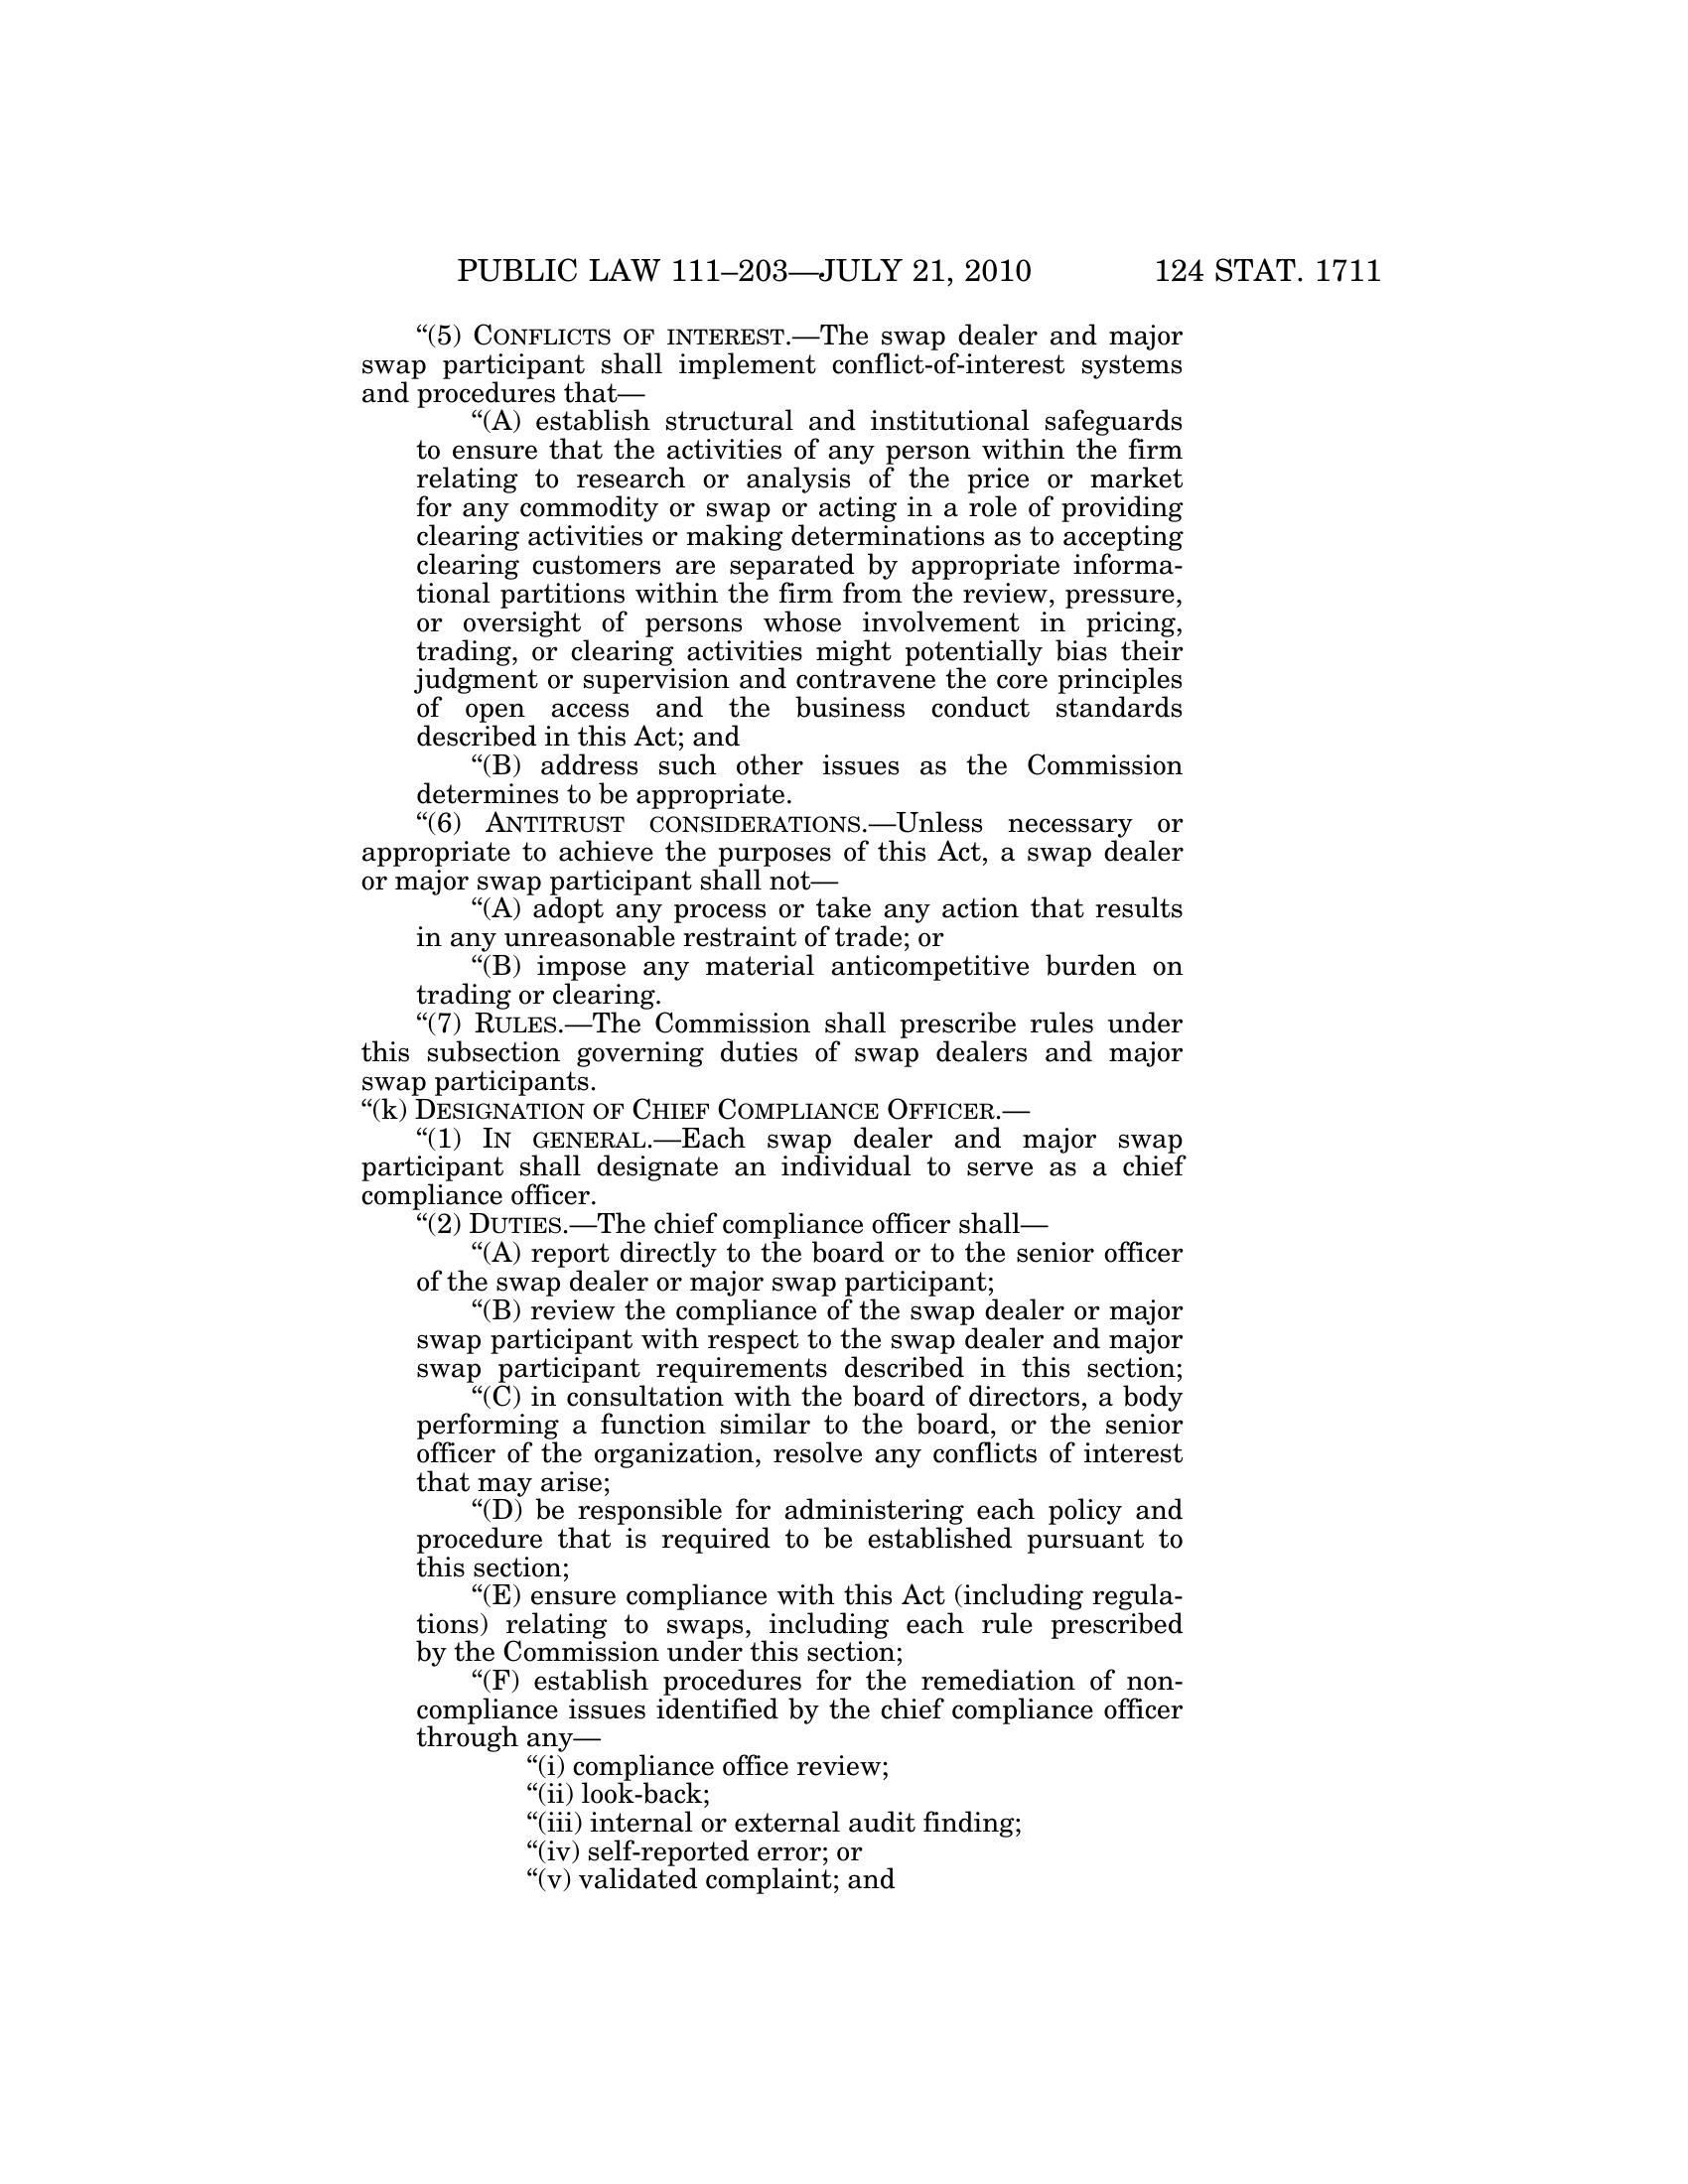 PUBLIC LAW 111–203—JULY 21, 2010 124 STAT. 1711
“(5) CONFLICTS OF INTEREST.—The swap dealer and major
swap participant shall implement conflict-of-interest systems
and procedures that—
“(A) establish structural and institutional safeguards
to ensure that the activities of any person within the firm
relating to research or analysis of the price or market
for any commodity or swap or acting in a role of providing
clearing activities or making determinations as to accepting
clearing customers are separated by appropriate informa-
tional partitions within the firm from the review, pressure,
or oversight of persons whose involvement in pricing,
trading, or clearing activities might potentially bias their
judgment or supervision and contravene the core principles
of open access and the business conduct standards
described in this Act; and
“(B) address such other issues as the Commission
determines to be appropriate.
“(6) ANTITRUST CONSIDERATIONS.—Unless necessary or
appropriate to achieve the purposes of this Act, a swap dealer
or major swap participant shall not—
“(A) adopt any process or take any action that results
in any unreasonable restraint of trade; or
“(B) impose any material anticompetitive burden on
trading or clearing.
“(7) RULES.—The Commission shall prescribe rules under
this subsection governing duties of swap dealers and major
swap participants.
“(k) DESIGNATION OF CHIEF COMPLIANCE OFFICER.—
“(1) IN GENERAL.—Each swap dealer and major swap
participant shall designate an individual to serve as a chief
compliance officer.
“(2) DUTIES.—The chief compliance officer shall—
“(A) report directly to the board or to the senior officer
of the swap dealer or major swap participant;
“(B) review the compliance of the swap dealer or major
swap participant with respect to the swap dealer and major
swap participant requirements described in this section;
“(C) in consultation with the board of directors, a body
performing a function similar to the board, or the senior
officer of the organization, resolve any conflicts of interest
that may arise;
“(D) be responsible for administering each policy and
procedure that is required to be established pursuant to
this section;
“(E) ensure compliance with this Act (including regula-
tions) relating to swaps, including each rule prescribed
by the Commission under this section;
“(F) establish procedures for the remediation of non-
compliance issues identified by the chief compliance officer
through any—
“(i) compliance office review;
“(ii) look-back;
“(iii) internal or external audit finding;
“(iv) self-reported error; or
“(v) validated complaint; and